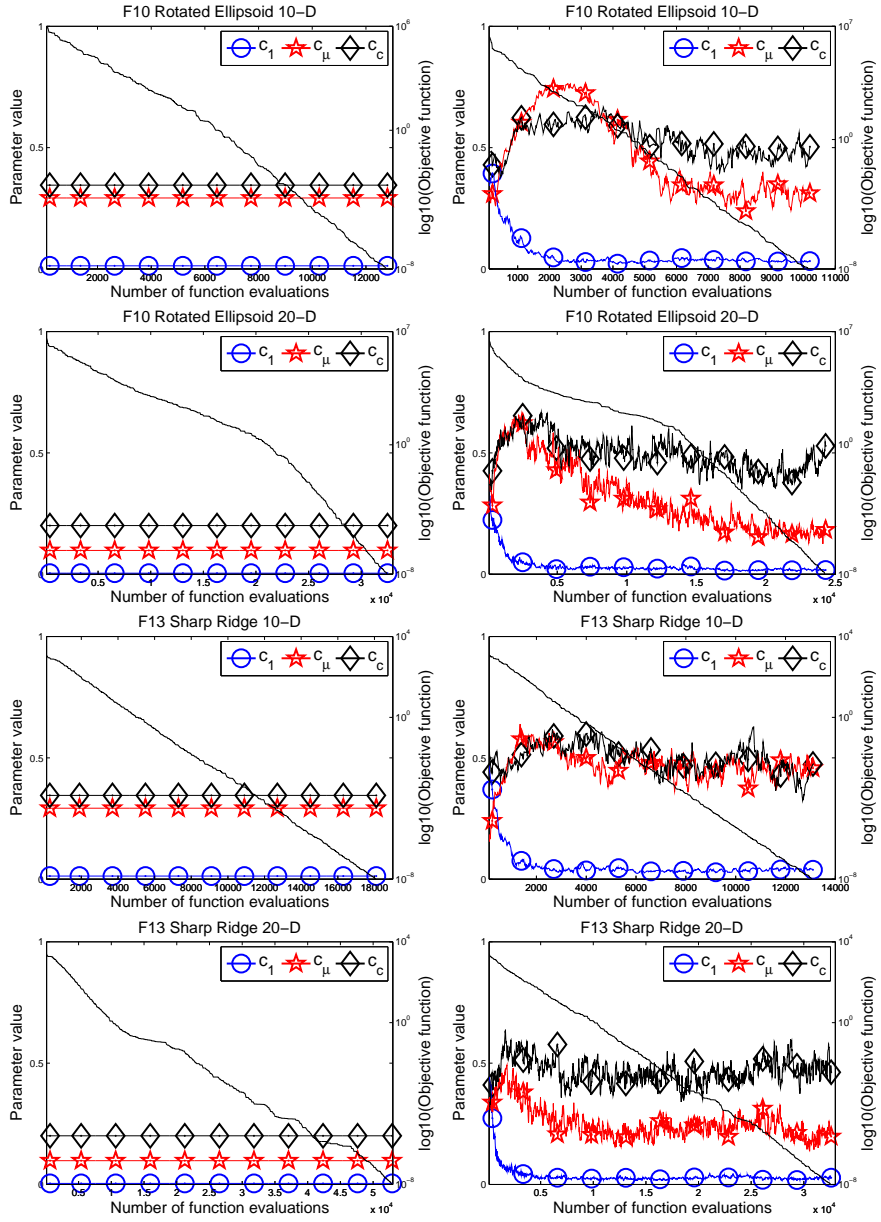 F10 Rotated Ellipsoid 10−D
c1 cμ cc
Parameter value
log10(Objective function)
0 0.5 1
10^−8 10^0 10^6
2000 4000 6000 8000 10000 12000
Number of function evaluations
F10 Rotated Ellipsoid 10−D
c1 cμ cc
Parameter value
log10(Objective function)
0 0.5 1
10^−8 10^0 10^7
1000 2000 3000 4000 5000 6000 7000 8000 9000 10000 11000
Number of function evaluations
F10 Rotated Ellipsoid 20−D
c1 cμ cc
Parameter value
log10(Objective function)
0 0.5 1
10^−8 10^0 10^7
0.5 1 1.5 2 2.5 3
x 10^4
Number of function evaluations
F10 Rotated Ellipsoid 20−D
c1 cμ cc
Parameter value
log10(Objective function)
0 0.5 1
10^−8 10^0 10^7
0.5 1 1.5 2 2.5
x 10^4
Number of function evaluations
F13 Sharp Ridge 10−D
c1 cμ cc
Parameter value
log10(Objective function)
0 0.5 1
10^−8 10^0 10^4
2000 4000 6000 8000 10000 12000 14000 16000 18000
Number of function evaluations
F13 Sharp Ridge 10−D
c1 cμ cc
Parameter value
log10(Objective function)
0 0.5 1
10^−8 10^0 10^4
2000 4000 6000 8000 10000 12000 14000
Number of function evaluations
F13 Sharp Ridge 20−D
c1 cμ cc
Parameter value
log10(Objective function)
0 0.5 1
10^−8 10^0 10^4
0.5 1 1.5 2 2.5 3 3.5 4 4.5 5
x 10^4
Number of function evaluations
F13 Sharp Ridge 20−D
c1 cμ cc
Parameter value
log10(Objective function)
0 0.5 1
10^−8 10^0 10^4
0.5 1 1.5 2 2.5 3
x 10^4
Number of function evaluations